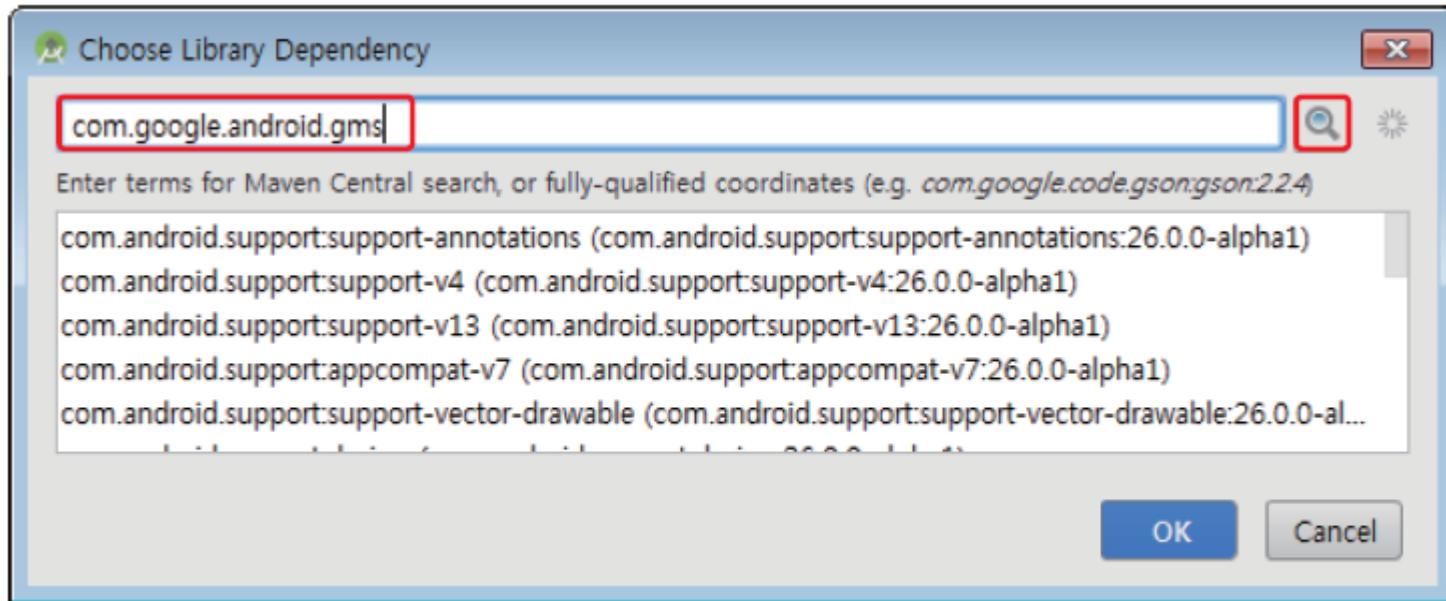 Choose Library Dependency
com.google.android.gms
Enter terms for Maven Central search, or fully-qualified coordinates (e.g. com.google.code.gson:gson:2.2.4)
com.android.support:support-annotations (com.android.support:support-annotations:26.0.0-alpha1)
com.android.support:support-v4 (com.android.support:support-v4:26.0.0-alpha1)
com.android.support:support-v13 (com.android.support:support-v13:26.0.0-alpha1)
com.android.support:appcompat-v7 (com.android.support:appcompat-v7:26.0.0-alpha1)
com.android.support:support-vector-drawable (com.android.support:support-vector-drawable:26.0.0-al...
OK
Cancel